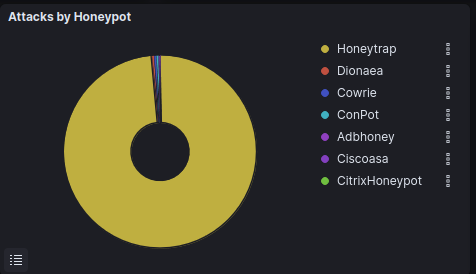 Attacks by Honeypot
Honeytrap
Dionaea
Cowrie
ConPot
Adbhoney
Ciscoasa
CitrixHoneypot